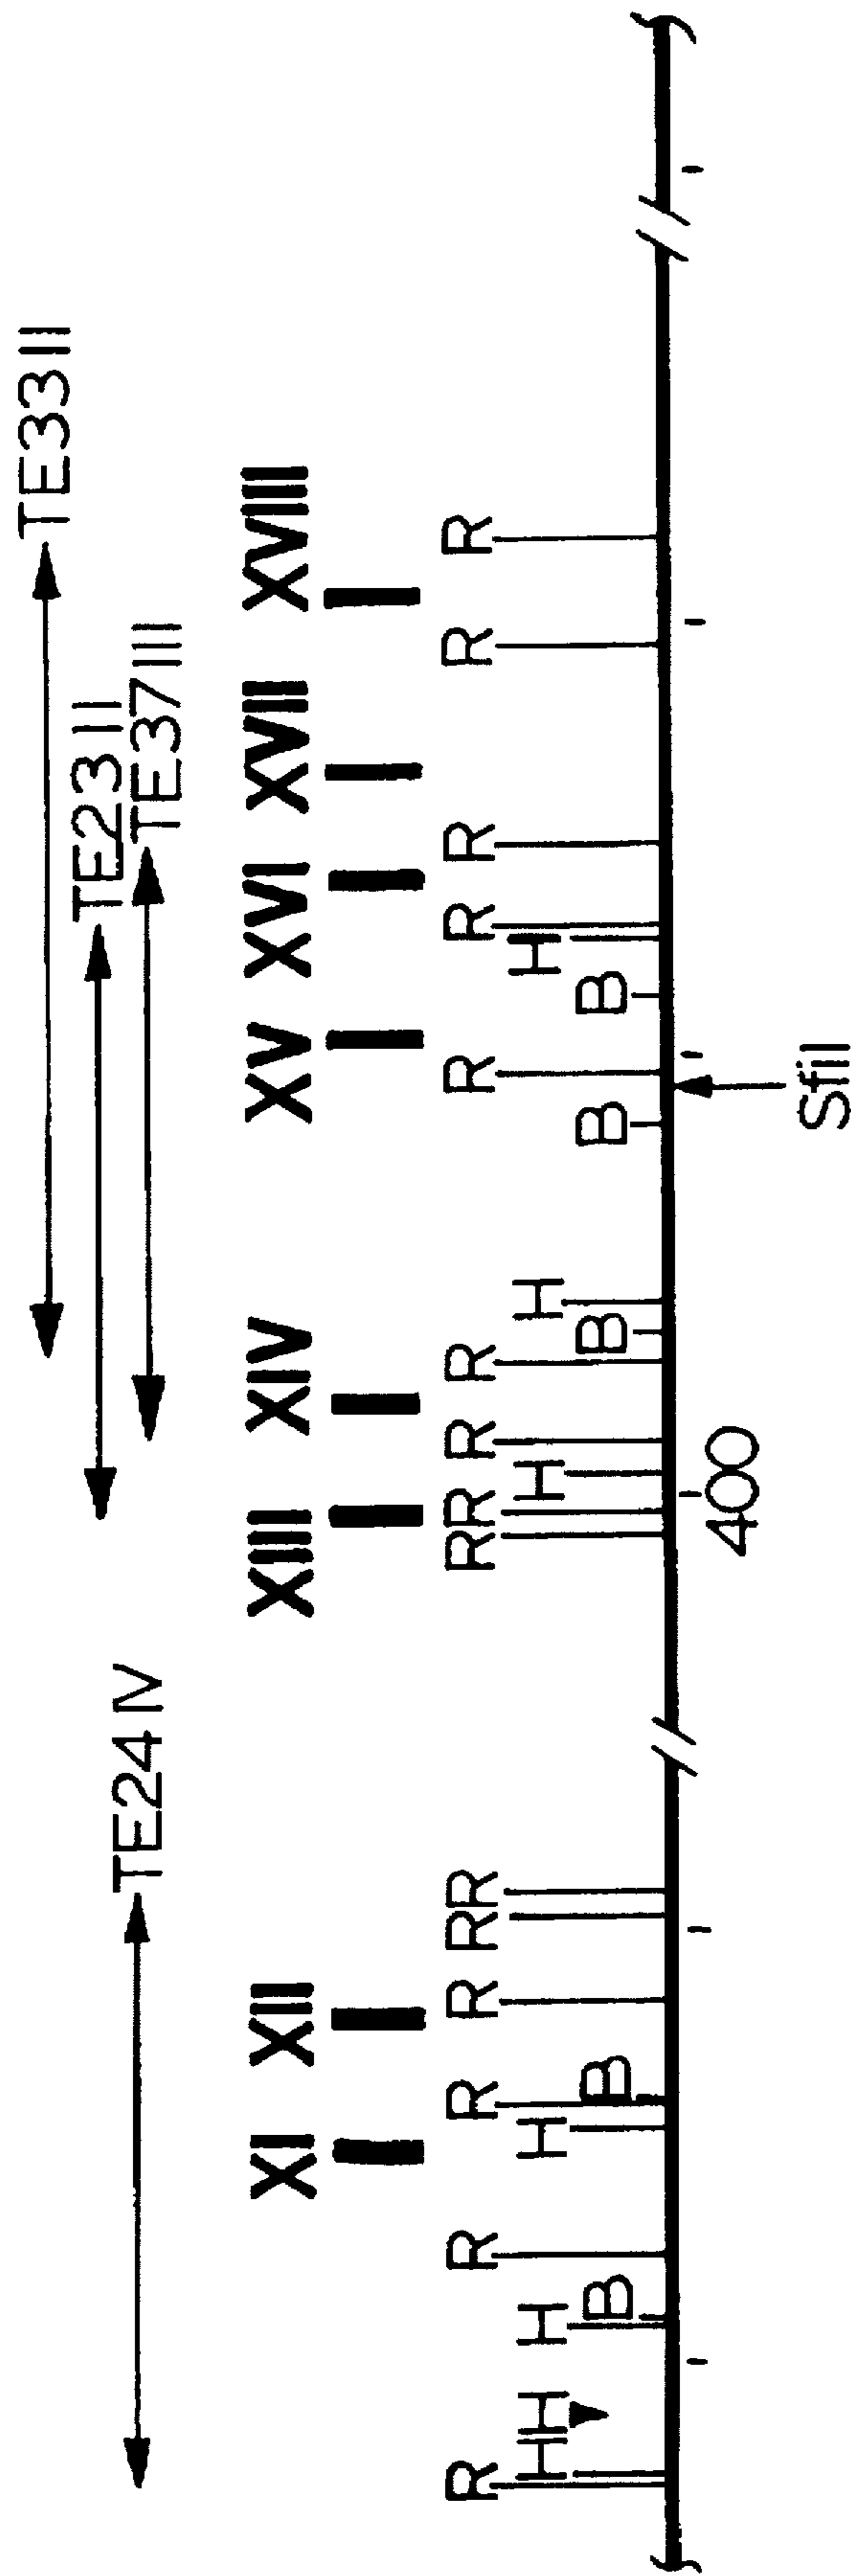 TE33 II
TE23 II
TE24 IV TE37 III
XI XII XIII XIV XV XVI XVII XVIII
R R R R R R R R R R R R R R R
H H H H H H H
B B B B B
400
SfiI